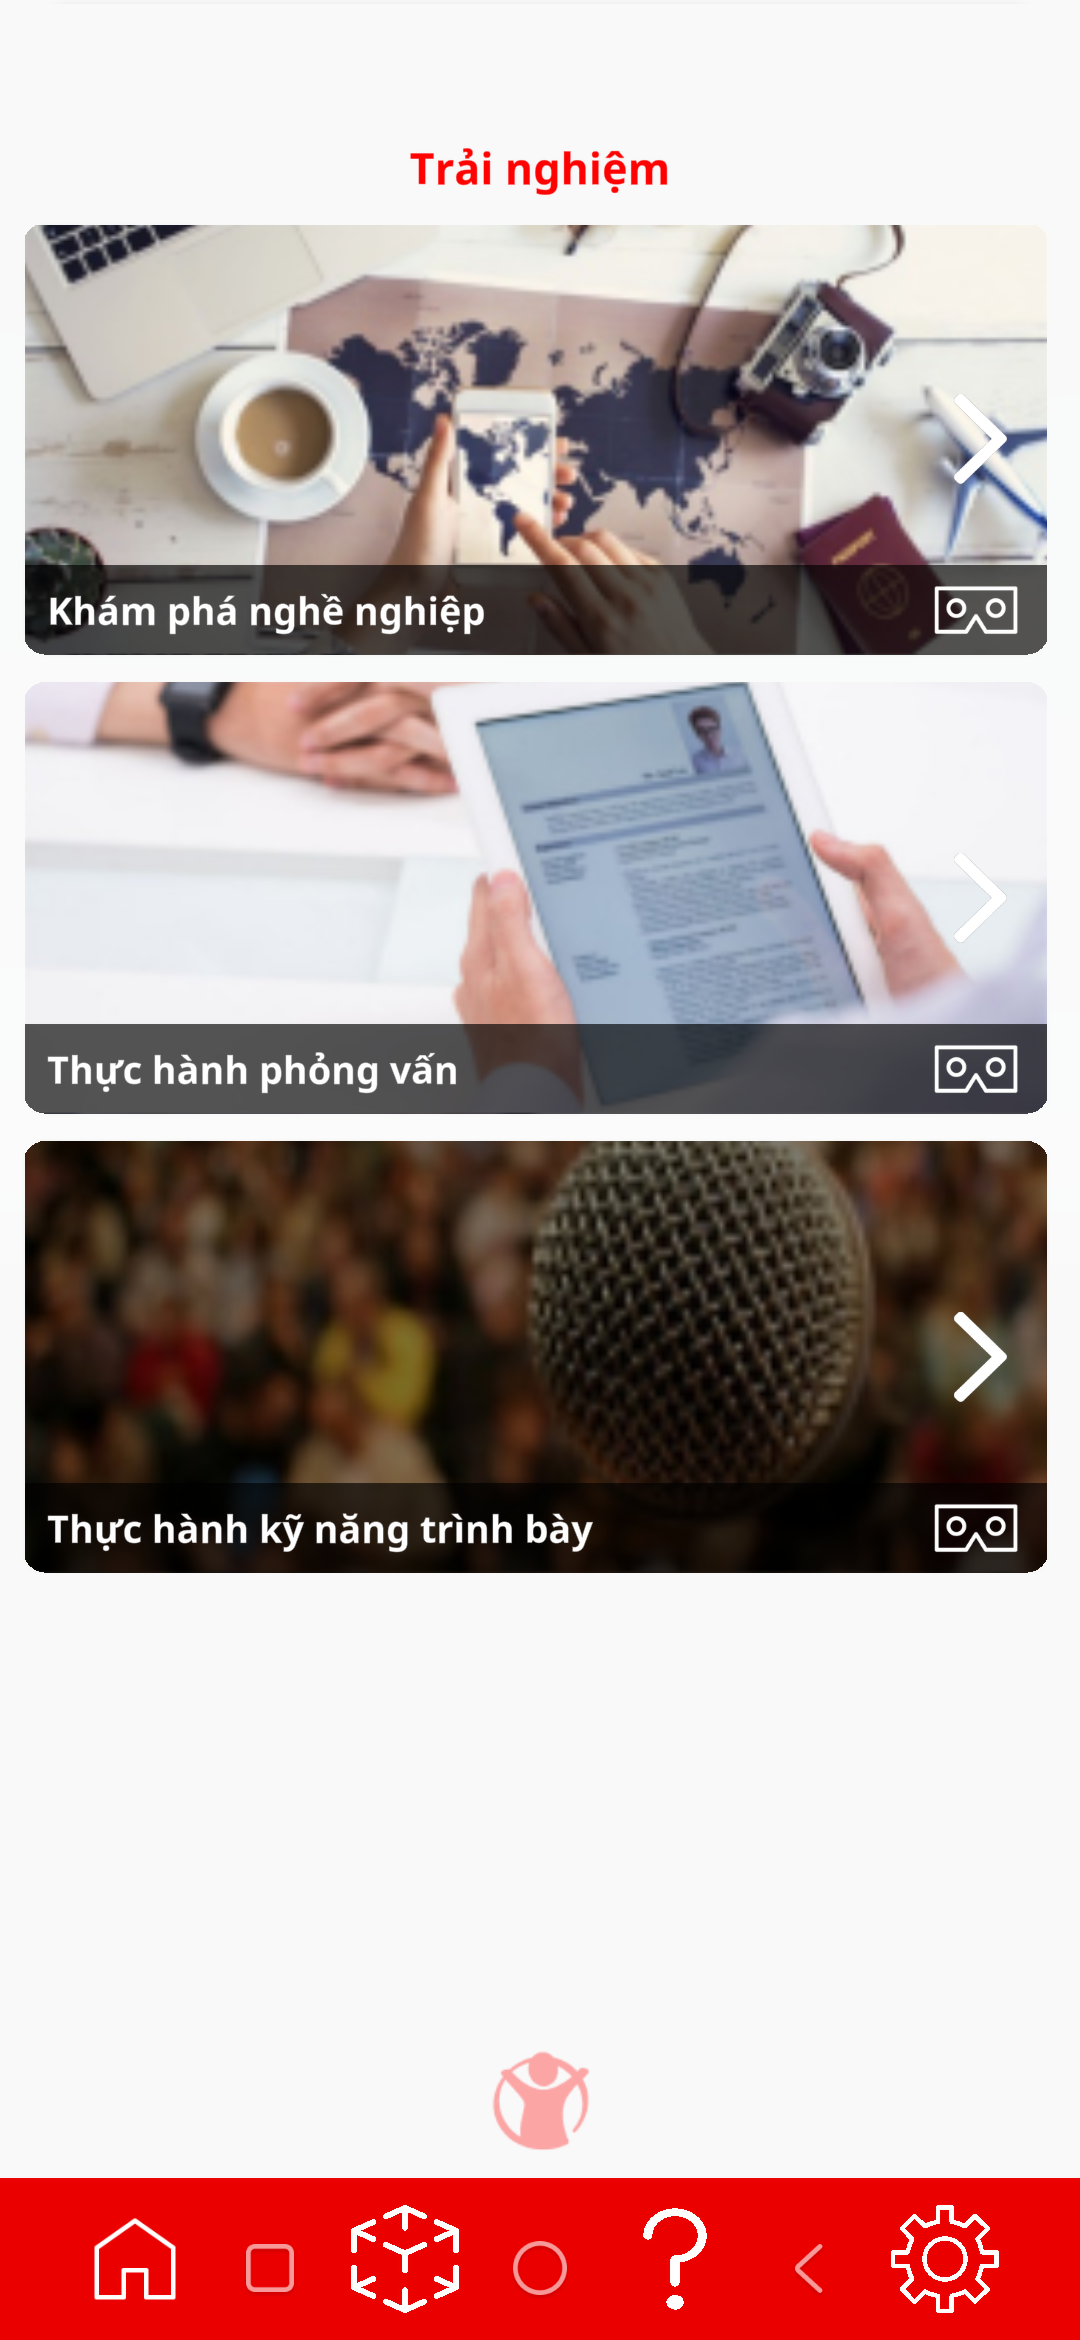 Trải nghiệm
Khám phá nghề nghiệp
Thực hành phỏng vấn
Thực hành kỹ năng trình bày